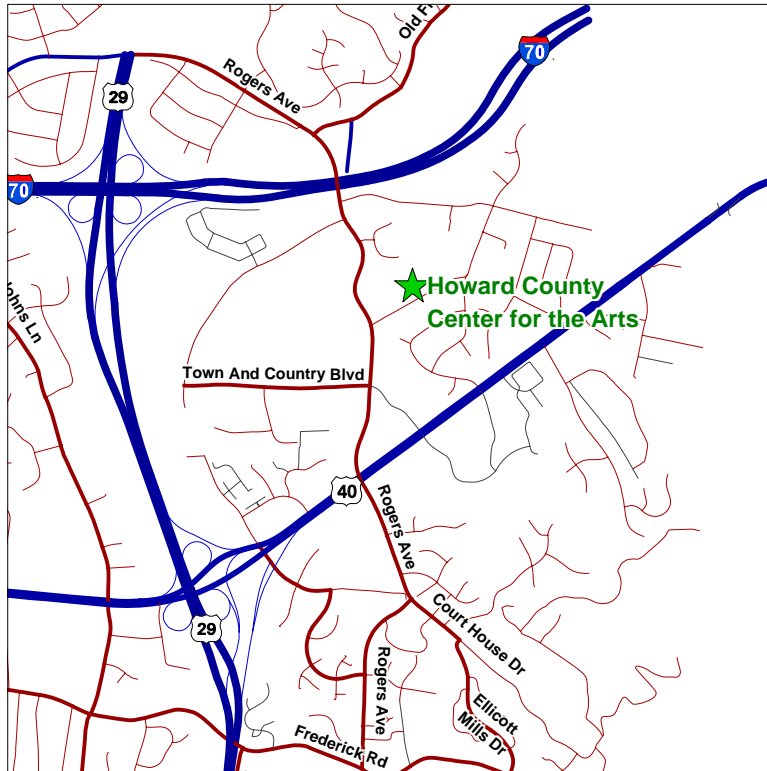 Old Fr
70
29
Rogers Ave
70
Howard County
Center for the Arts
Johns Ln
Town And Country Blvd
40
Rogers Ave
29
Court House Dr
Rogers Ave
Ellicott
Mills Dr
Frederick Rd